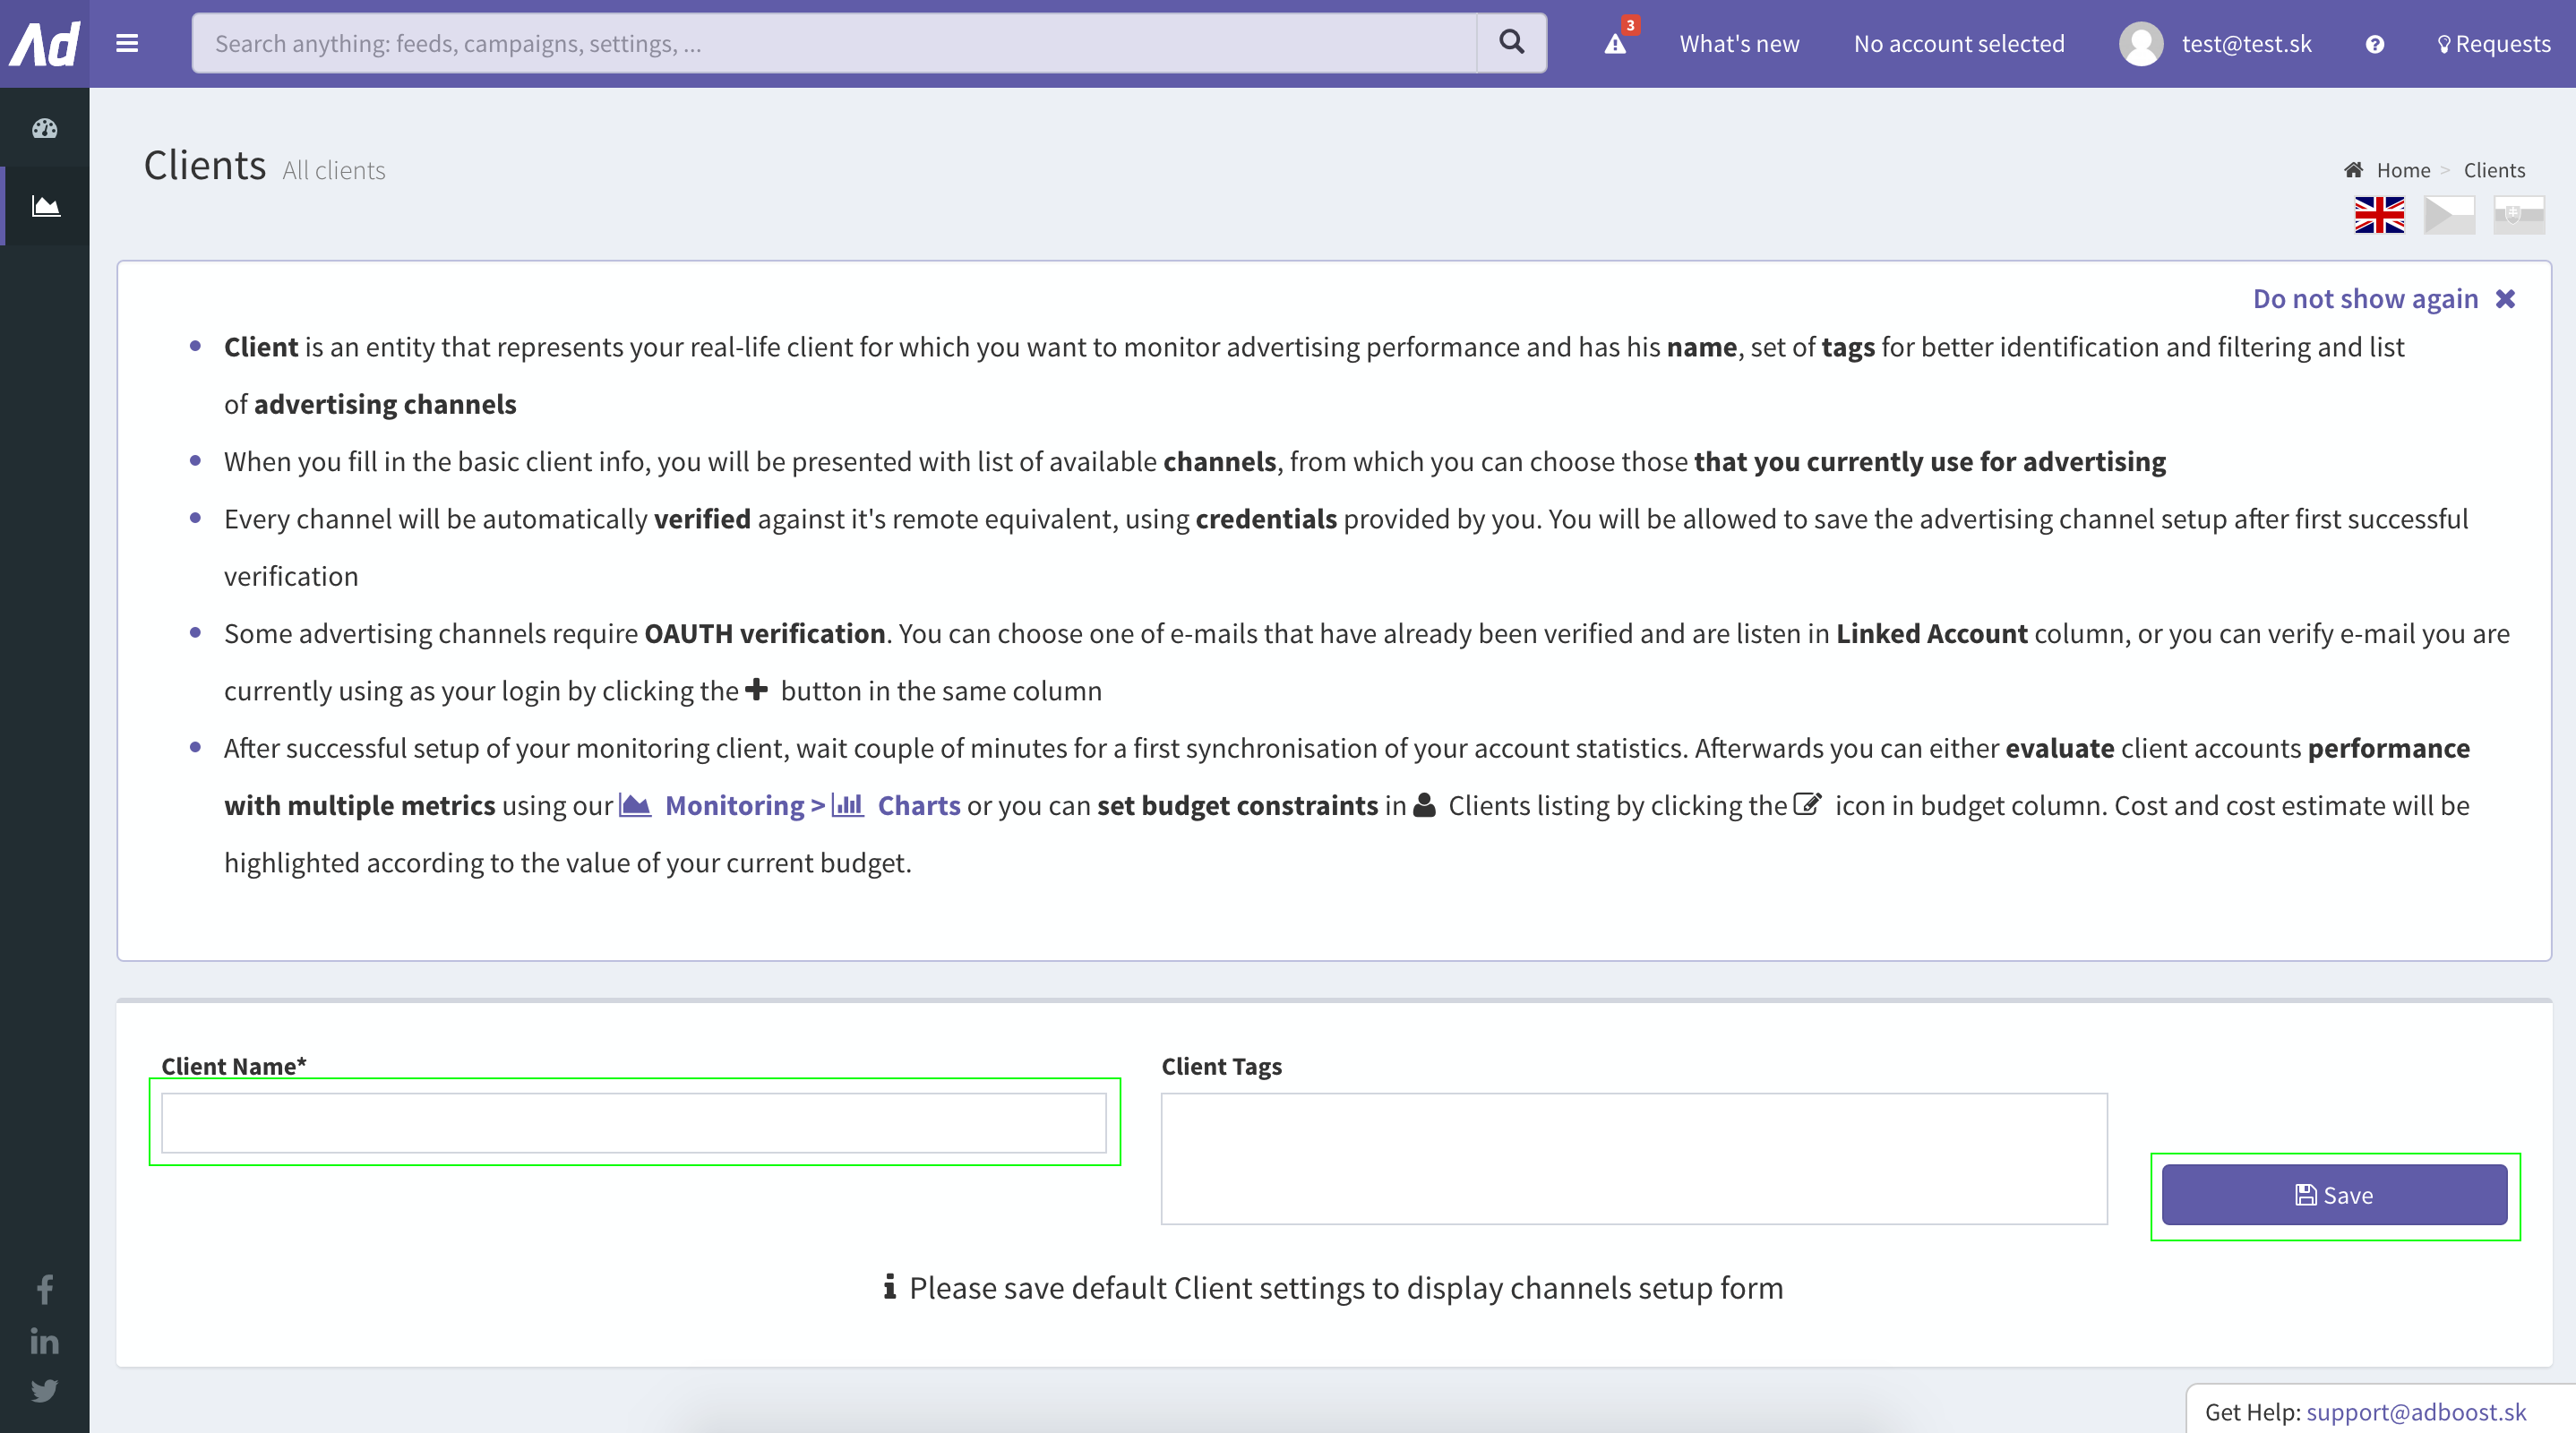 Ad
Search anything: feeds, campaigns, settings, ...
3
What's new
No account selected
test@test.sk
Requests
Clients All clients
Home > Clients
Do not show again
Client is an entity that represents your real-life client for which you want to monitor advertising performance and has his name, set of tags for better identification and filtering and list
of advertising channels
When you fill in the basic client info, you will be presented with list of available channels, from which you can choose those that you currently use for advertising
Every channel will be automatically verified against it's remote equivalent, using credentials provided by you. You will be allowed to save the advertising channel setup after first successful
verification
Some advertising channels require OAUTH verification. You can choose one of e-mails that have already been verified and are listen in Linked Account column, or you can verify e-mail you are
currently using as your login by clicking the button in the same column
After successful setup of your monitoring client, wait couple of minutes for a first synchronisation of your account statistics. Afterwards you can either evaluate client accounts performance
with multiple metrics using our Monitoring > Charts or you can set budget constraints in Clients listing by clicking the icon in budget column. Cost and cost estimate will be
highlighted according to the value of your current budget.
Client Name*
Client Tags
Save
Please save default Client settings to display channels setup form
Get Help: support@adboost.sk